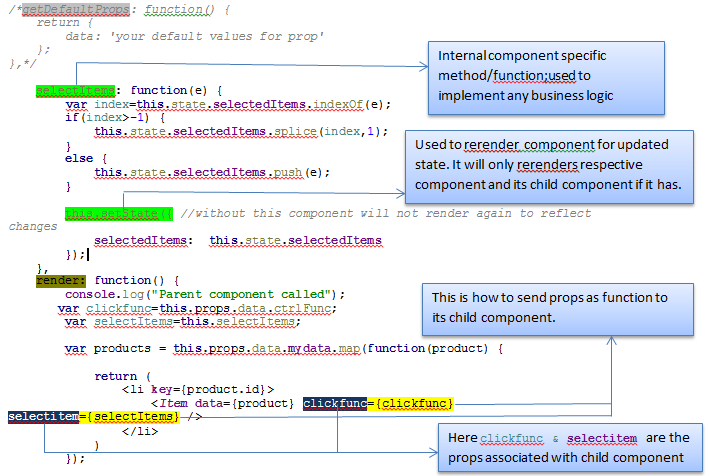 /*getDefaultProps: function() {
return {
data: 'your default values for prop'
};
},*/
selectItems: function(e) {
var index=this.state.selectedItems.indexOf(e);
if(index>-1) {
this.state.selectedItems.splice(index,1);
}
else {
this.state.selectedItems.push(e);
}
this.setState({ //without this component will not render again to reflect
changes
selectedItems:  this.state.selectedItems
});
},
render: function() {
console.log("Parent component called");
var clickfunc=this.props.data.ctrlFunc;
var selectItems=this.selectItems;
var products = this.props.data.mydata.map(function(product) {
return (
<li key={product.id}>
<Item data={product} clickfunc={clickfunc}
selectitem={selectItems} />
</li>
)
});
Internal component specific
method/function;used to
implement any business logic
Used to rerender component for updated
state. It will only rerenders respective
component and its child component if it has.
This is how to send props as function to
its child component.
Here clickfunc & selectitem are the
props associated with child component